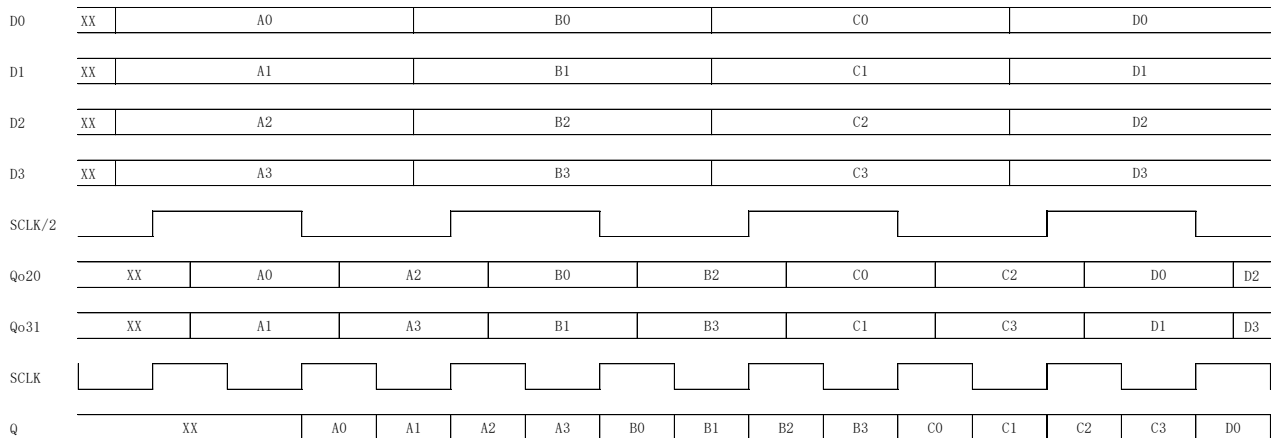 D0 XX A0 B0 C0 D0
D1 XX A1 B1 C1 D1
D2 XX A2 B2 C2 D2
D3 XX A3 B3 C3 D3
SCLK/2
Qo20 XX A0 A2 B0 B2 C0 C2 D0 D2
Qo31 XX A1 A3 B1 B3 C1 C3 D1 D3
SCLK
Q XX A0 A1 A2 A3 B0 B1 B2 B3 C0 C1 C2 C3 D0